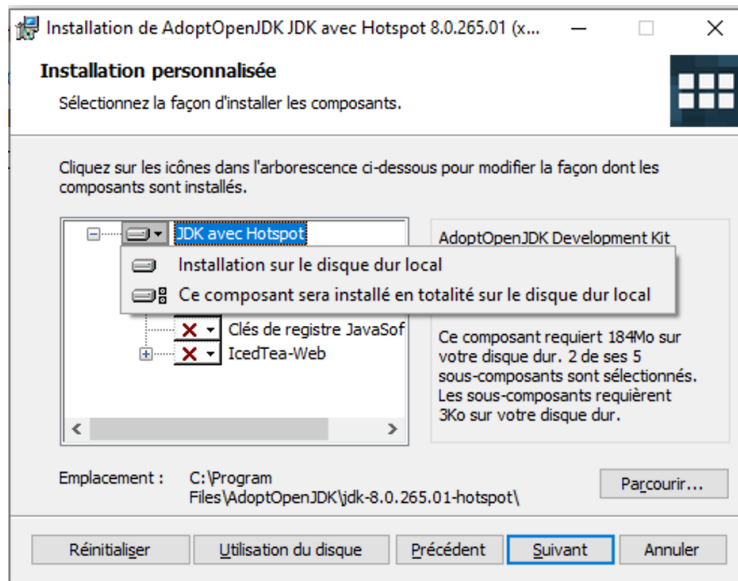 Installation de AdoptOpenJDK JDK avec Hotspot 8.0.265.01 (x...
Installation personnalisée
Sélectionnez la façon d'installer les composants.
Cliquez sur les icônes dans l'arborescence ci-dessous pour modifier la façon dont les
composants sont installés.
JDK avec Hotspot
AdoptOpenJDK Development Kit
Installation sur le disque dur local
Ce composant sera installé en totalité sur le disque dur local
Clés de registre JavaSof
IcedTea-Web
Ce composant requiert 184Mo sur
votre disque dur. 2 de ses 5
sous-composants sont sélectionnés.
Les sous-composants requièrent
3Ko sur votre disque dur.
Emplacement :
C:\Program
Files\AdoptOpenJDK\jdk-8.0.265.01-hotspot\
Parcourir...
Réinitialiser
Utilisation du disque
Précédent
Suivant
Annuler